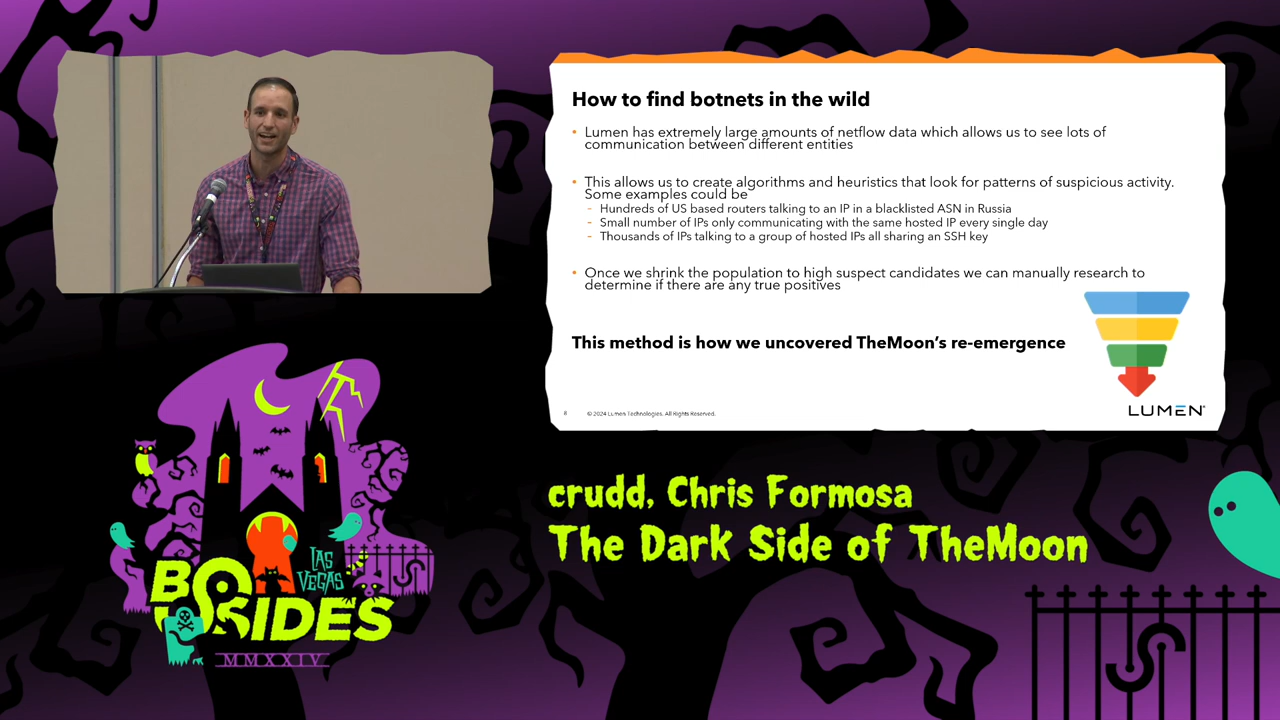 How to find botnets in the wild
• Lumen has extremely large amounts of netflow data which allows us to see lots of
communication between different entities
• This allows us to create algorithms and heuristics that look for patterns of suspicious activity.
Some examples could be
- Hundreds of US based routers talking to an IP in a blacklisted ASN in Russia
- Small number of IPs only communicating with the same hosted IP every single day
- Thousands of IPs talking to a group of hosted IPs all sharing an SSH key
• Once we shrink the population to high suspect candidates we can manually research to
determine if there are any true positives
This method is how we uncovered TheMoon's re-emergence
8 © 2024 Lumen Technologies. All Rights Reserved.
LUMEN®
LAS
VEGAS
BSIDES
MMXXIV
crudd, Chris Formosa
The Dark Side of TheMoon